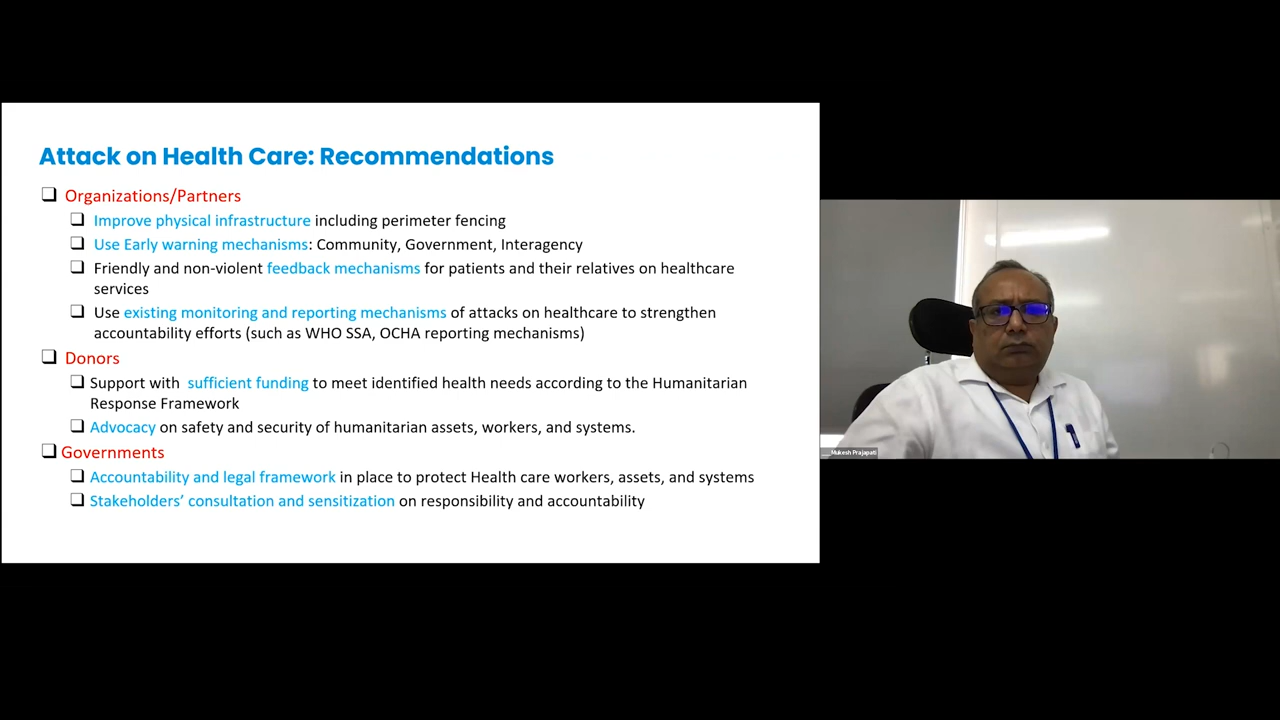 Attack on Health Care: Recommendations
❑ Organizations/Partners
❑ Improve physical infrastructure including perimeter fencing
❑ Use Early warning mechanisms: Community, Government, Interagency
❑ Friendly and non-violent feedback mechanisms for patients and their relatives on healthcare
services
❑ Use existing monitoring and reporting mechanisms of attacks on healthcare to strengthen
accountability efforts (such as WHO SSA, OCHA reporting mechanisms)
❑ Donors
❑ Support with sufficient funding to meet identified health needs according to the Humanitarian
Response Framework
❑ Advocacy on safety and security of humanitarian assets, workers, and systems.
❑ Governments
❑ Accountability and legal framework in place to protect Health care workers, assets, and systems
❑ Stakeholders’ consultation and sensitization on responsibility and accountability
Mukesh Prajapati